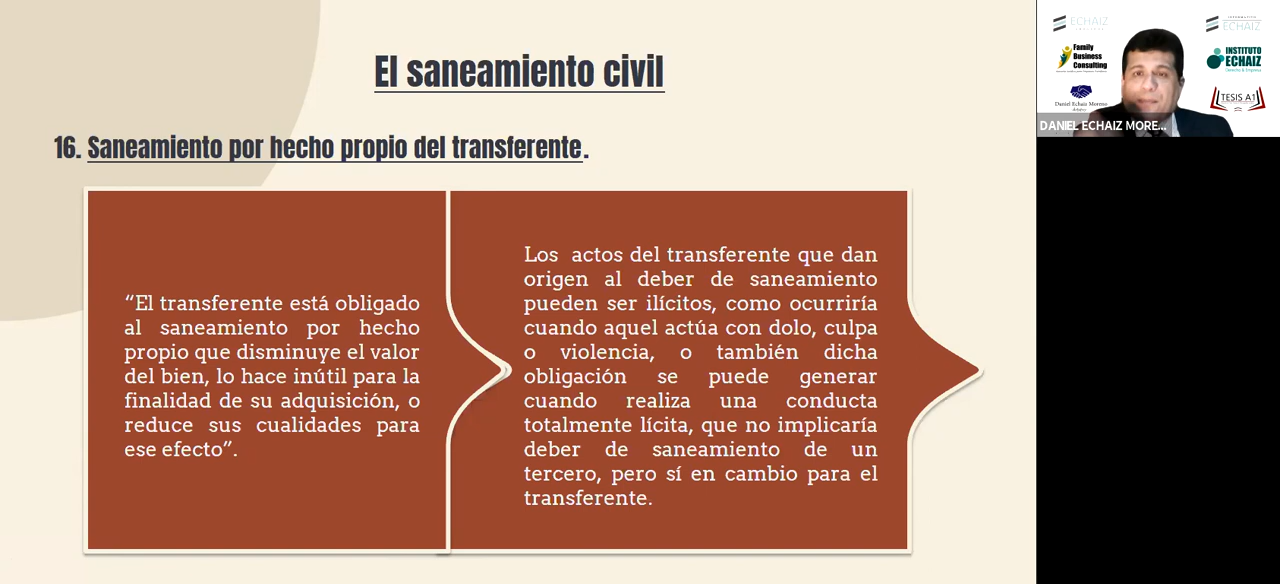 El saneamiento civil
16. Saneamiento por hecho propio del transferente.
“El transferente está obligado
al saneamiento por hecho
propio que disminuye el valor
del bien, lo hace inútil para la
finalidad de su adquisición, o
reduce sus cualidades para
ese efecto”.
Los actos del transferente que dan
origen al deber de saneamiento
pueden ser ilícitos, como ocurriría
cuando aquel actúa con dolo, culpa
o violencia, o también dicha
obligación se puede generar
cuando realiza una conducta
totalmente lícita, que no implicaría
deber de saneamiento de un
tercero, pero sí en cambio para el
transferente.
ECHAIZ
ECHAIZ
Family
Business
Consulting
INSTITUTO
ECHAIZ
Derecho & Empresa
Daniel Echaiz Moreno
TESIS A1
DANIEL ECHAIZ MORE...